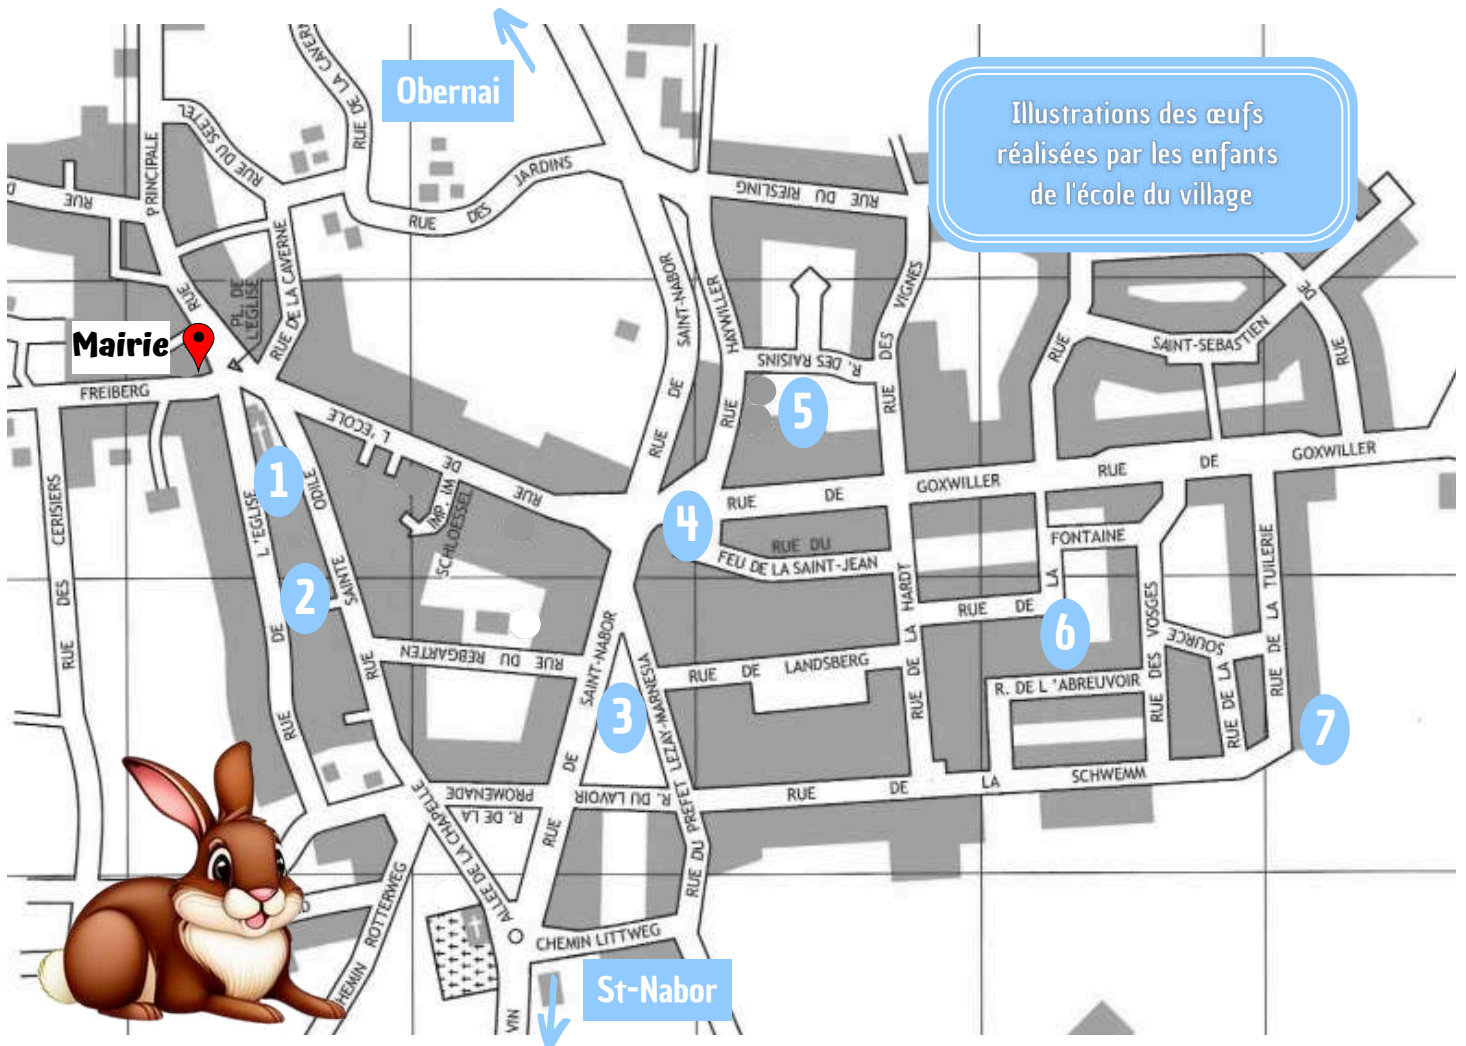 Obernai
Illustrations des œufs
réalisées par les enfants
de l'école du village
RUE DE LA CAVERNE
RUE DU SEETEL
PRINCIPALE
RUE
RUE DES JARDINS
RUE DU RIESLING
RUE DE LA CAVERNE
PL. DE
L'EGLISE
RUE
Mairie
FREIBERG
RUE DE SAINT-NABOR
RUE HAYWILLER
R. DES RAISINS
RUE DES VIGNES
RUE
SAINT-SEBASTIEN
RUE DE
RUE DE L'ECOLE
5
1
RUE DE GOXWILLER
RUE DE GOXWILLER
IMP. IM
SCHLOESSEL
4
RUE DU
FEU DE LA SAINT-JEAN
RUE DE LA FONTAINE
RUE DES CERISIERS
RUE DE L'EGLISE
RUE SAINTE ODILE
2
6
RUE DE LA HARDT
RUE DES VOSGES
RUE DE LA SOURCE
RUE DE LA TUILERIE
RUE DU REBGARTEN
RUE DE SAINT-NABOR
RUE DE LANDSBERG
R. DE L'ABREUVOIR
3
7
RUE DU PREFET LEZAY-MARNESIA
RUE DE LA SCHWEMM
R. DE LA
PROMENADE
R. DU LAVOIR
ALLEE DE LA CHAPELLE
CHEMIN ROTTERWEG
CHEMIN LITTWEG
St-Nabor
VIN